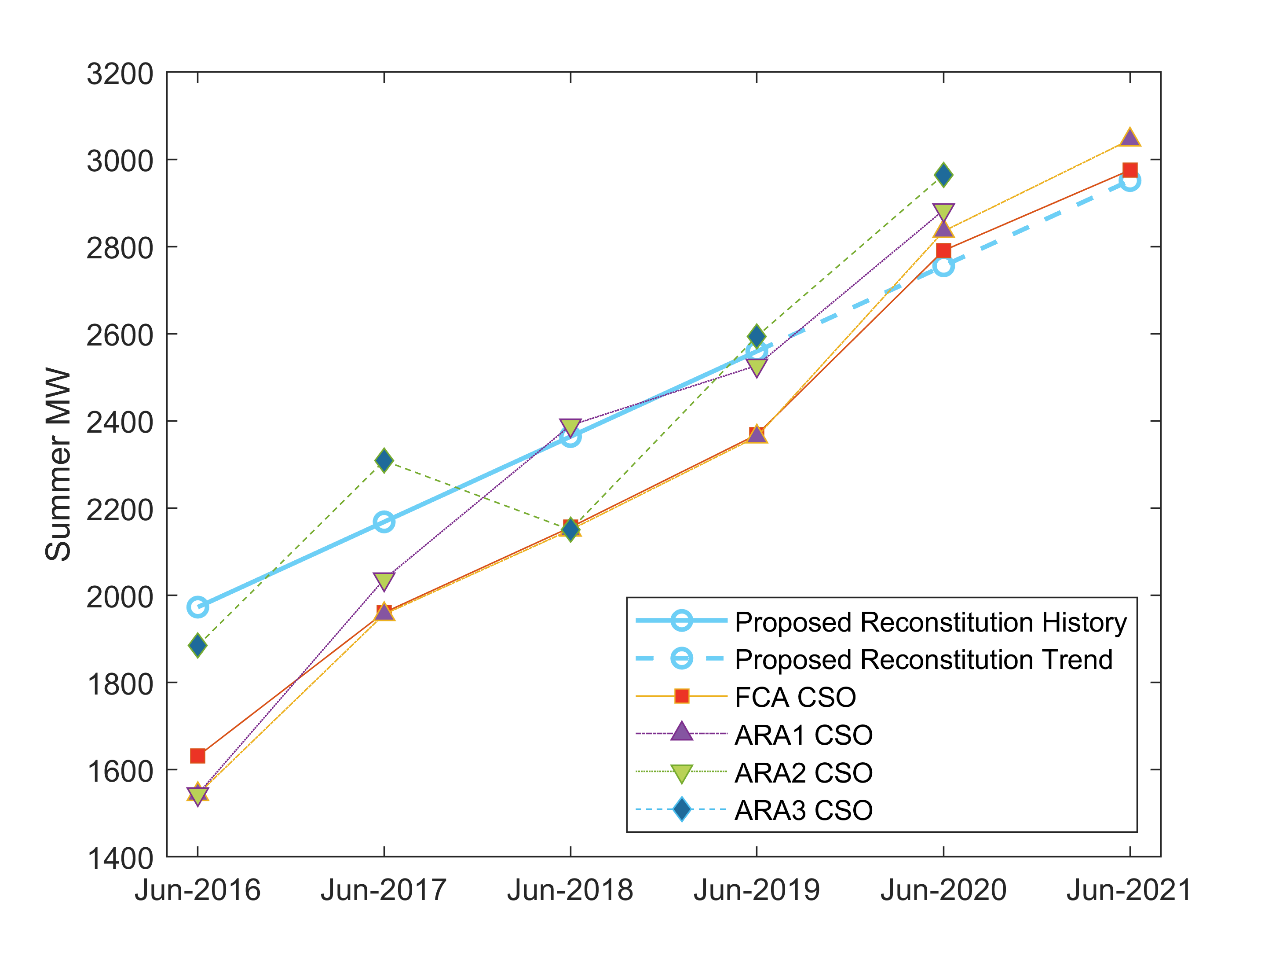 3200
3000
2800
2600
2400
2200
2000
1800
1600
1400
Summer MW
Jun-2016 Jun-2017 Jun-2018 Jun-2019 Jun-2020 Jun-2021
Proposed Reconstitution History
Proposed Reconstitution Trend
FCA CSO
ARA1 CSO
ARA2 CSO
ARA3 CSO